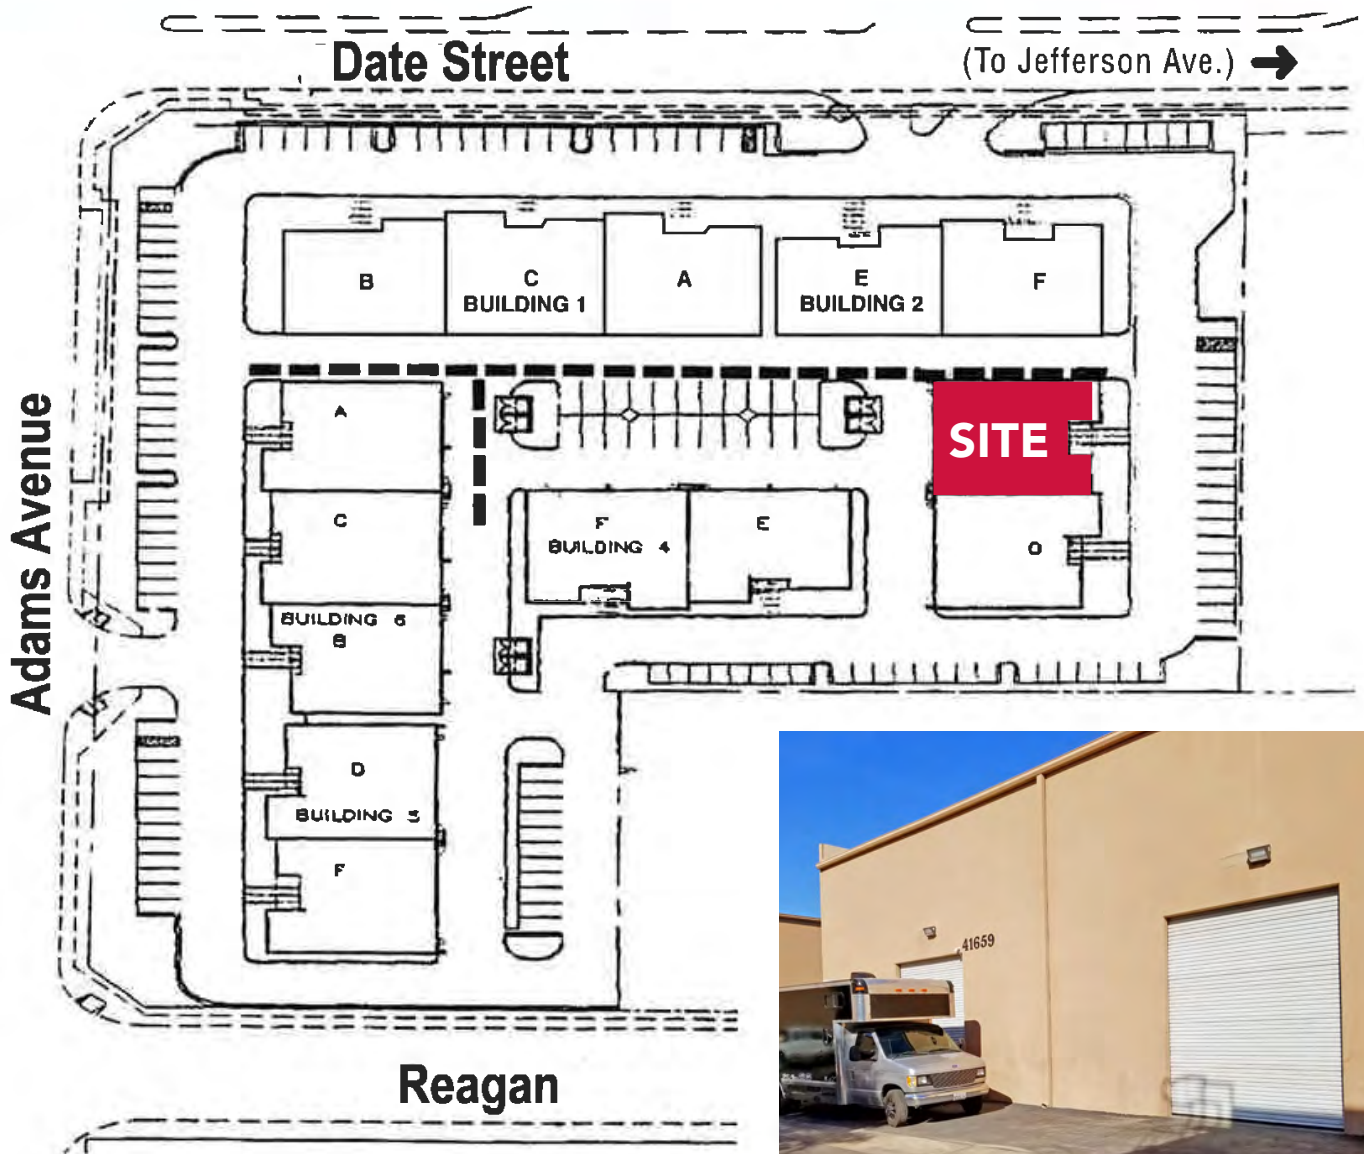 Date Street
(To Jefferson Ave.)
Adams Avenue
B
C
BUILDING 1
A
E
BUILDING 2
F
A
SITE
C
F
BUILDING 4
E
D
BUILDING 6
B
D
BUILDING 5
F
41659
Reagan